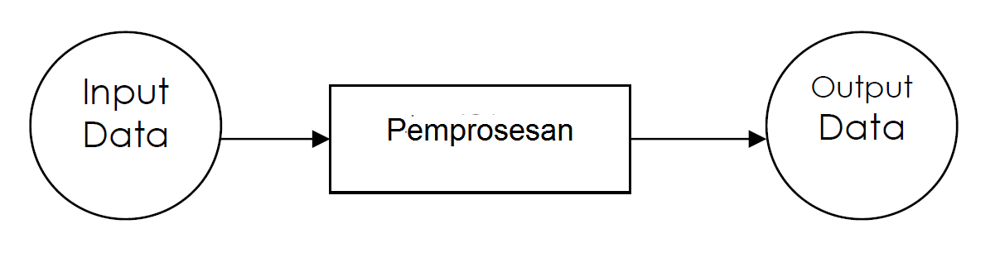 Input
Data
Pemprosesan
Output
Data